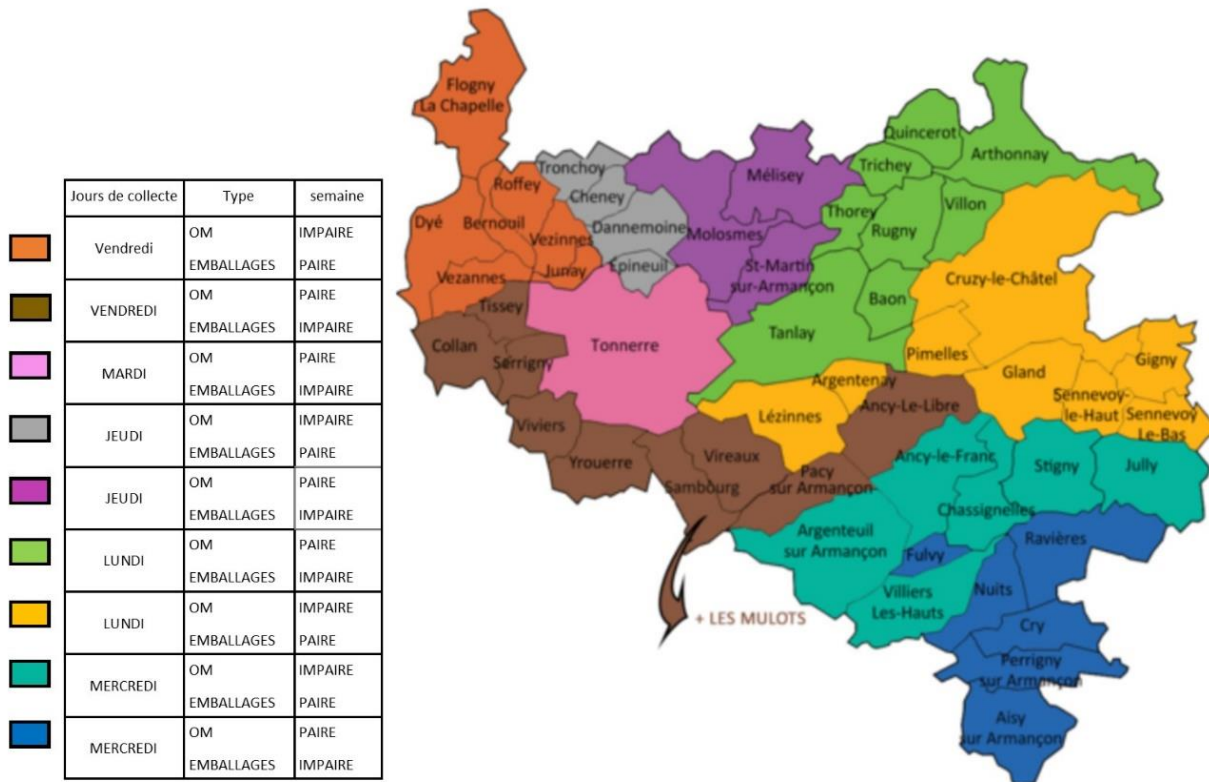 Jours de collecte Type semaine
Vendredi
OM IMPAIRE
EMBALLAGES PAIRE
VENDREDI
OM PAIRE
EMBALLAGES IMPAIRE
MARDI
OM PAIRE
EMBALLAGES IMPAIRE
JEUDI
OM IMPAIRE
EMBALLAGES PAIRE
JEUDI
OM PAIRE
EMBALLAGES IMPAIRE
LUNDI
OM PAIRE
EMBALLAGES IMPAIRE
LUNDI
OM IMPAIRE
EMBALLAGES PAIRE
MERCREDI
OM IMPAIRE
EMBALLAGES PAIRE
MERCREDI
OM PAIRE
EMBALLAGES IMPAIRE
Flogny
La Chapelle
Tronchoy
Roffey
Cheney
Dyé
Bernouil
Dannemoine
Vezinnes
Vezannes
Junay
Epineuil
Tissey
Collan
Serrigny
Tonnerre
Viviers
Yrouerre
Mélisey
Molosmes
St-Martin
sur-Armançon
Quincerot
Trichey
Arthonnay
Thorey
Rugny
Villon
Baon
Tanlay
Cruzy-le-Châtel
Pimelles
Gland
Gigny
Sennevoy-
le-Haut
Sennevoy
Le-Bas
Argentenay
Lézinnes
Ancy-Le-Libre
Vireaux
Sambourg
Pacy
sur Armançon
Ancy-le-Franc
Stigny
Jully
Chassignelles
Argenteuil
sur Armançon
Fulvy
Villiers
Les-Hauts
Ravières
Nuits
Cry
Perrigny
sur Armançon
Aisy
sur Armançon
+ LES MULOTS